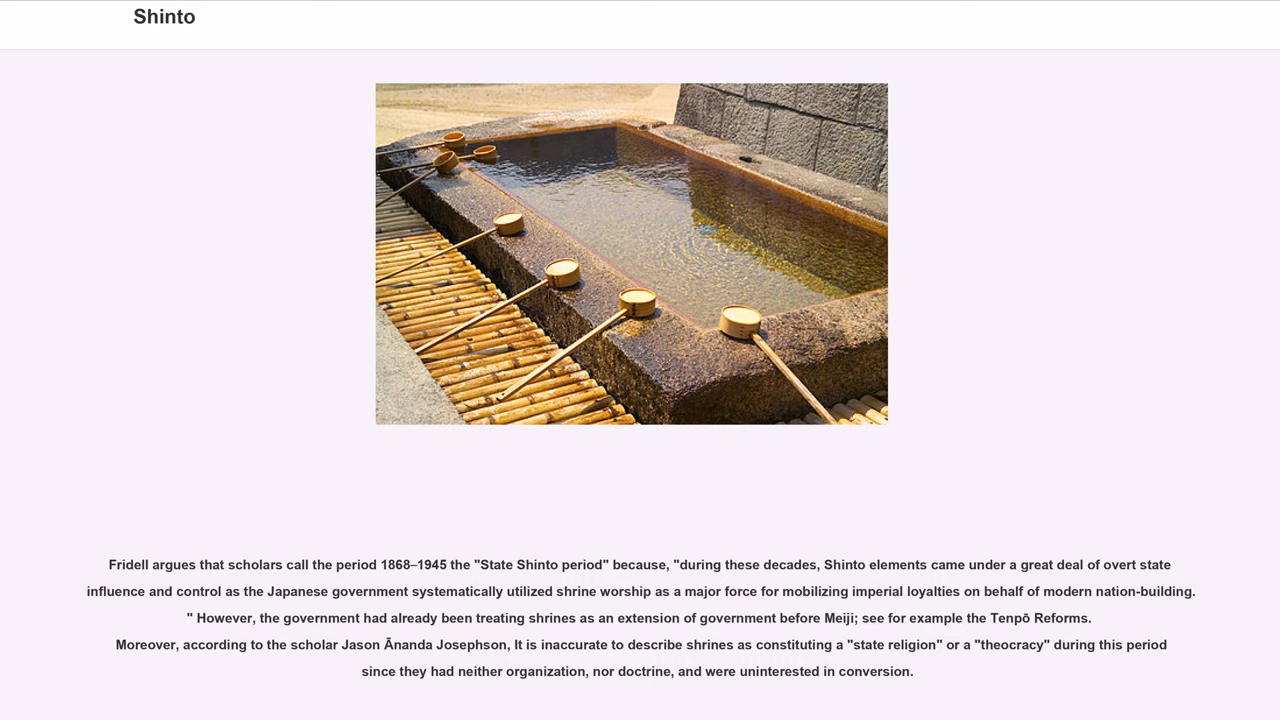 Shinto
Fridell argues that scholars call the period 1868–1945 the "State Shinto period" because, "during these decades, Shinto elements came under a great deal of overt state
influence and control as the Japanese government systematically utilized shrine worship as a major force for mobilizing imperial loyalties on behalf of modern nation-building.
" However, the government had already been treating shrines as an extension of government before Meiji; see for example the Tenpō Reforms.
Moreover, according to the scholar Jason Ānanda Josephson, It is inaccurate to describe shrines as constituting a "state religion" or a "theocracy" during this period
since they had neither organization, nor doctrine, and were uninterested in conversion.